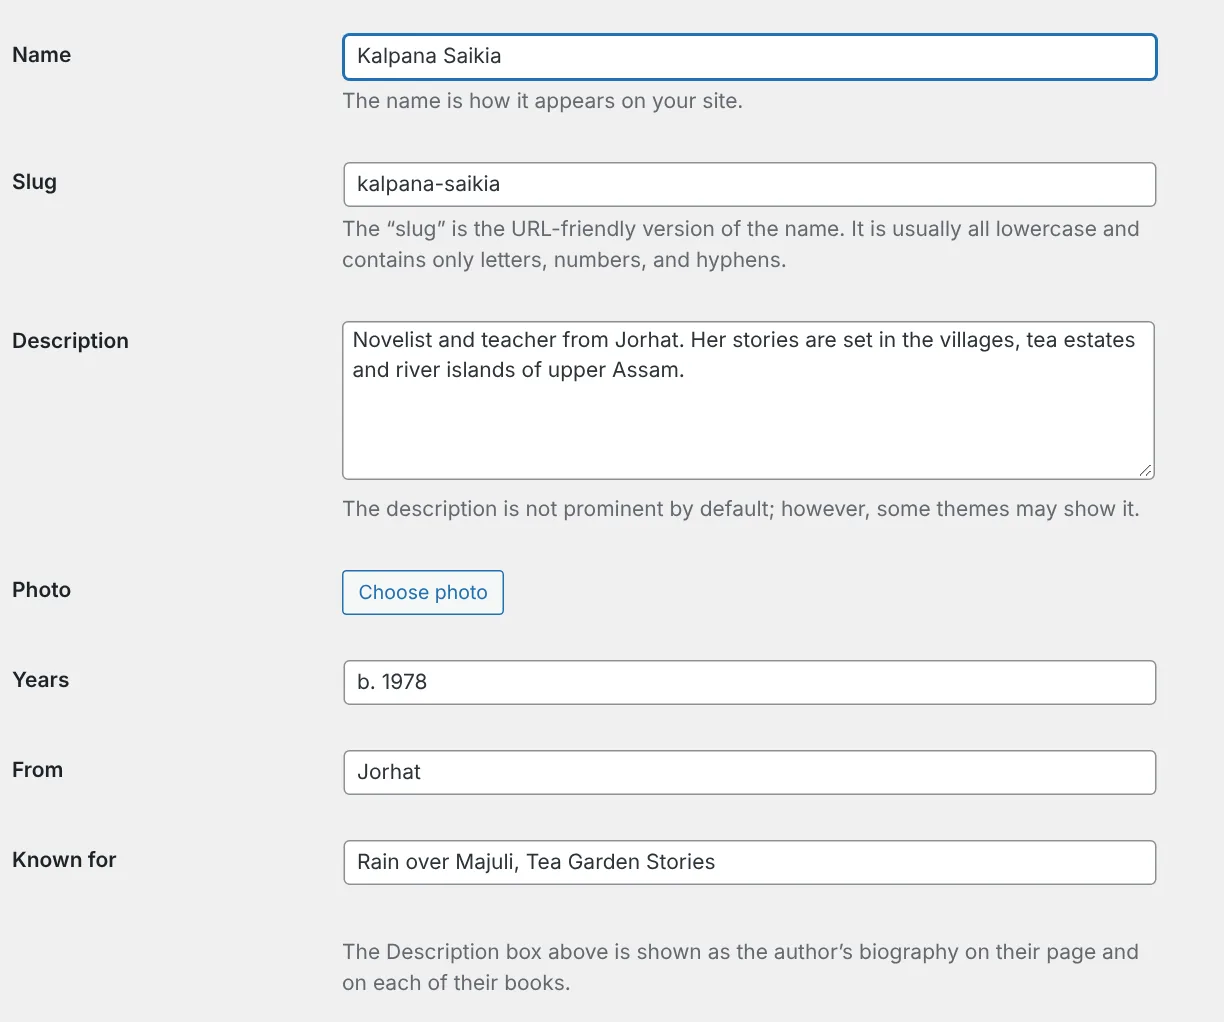 Name
Kalpana Saikia
The name is how it appears on your site.
Slug
kalpana-saikia
The “slug” is the URL-friendly version of the name. It is usually all lowercase and
contains only letters, numbers, and hyphens.
Description
Novelist and teacher from Jorhat. Her stories are set in the villages, tea estates
and river islands of upper Assam.
The description is not prominent by default; however, some themes may show it.
Photo
Choose photo
Years
b. 1978
From
Jorhat
Known for
Rain over Majuli, Tea Garden Stories
The Description box above is shown as the author’s biography on their page and
on each of their books.